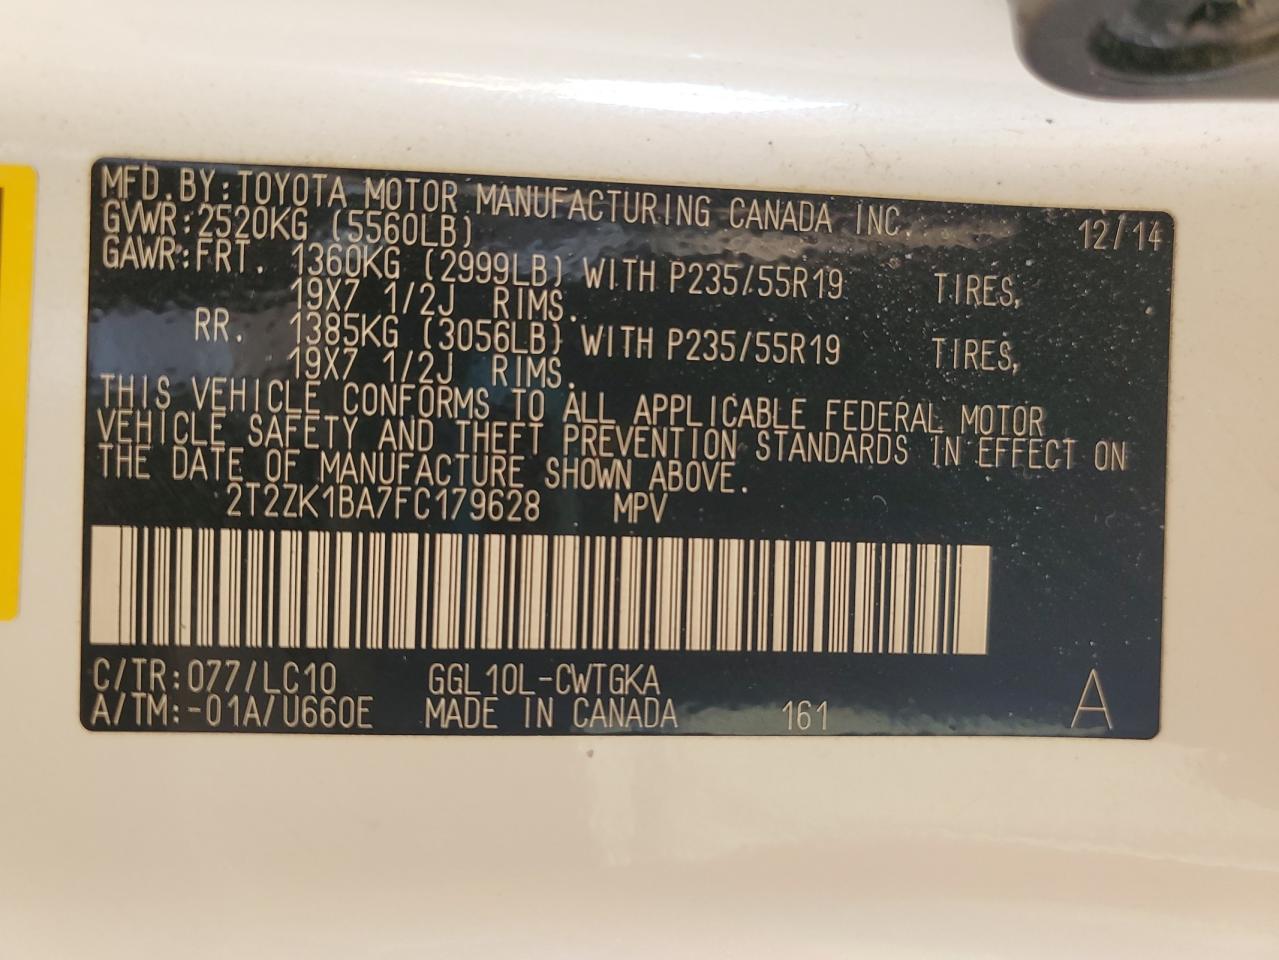 MFD.BY:TOYOTA MOTOR MANUFACTURING CANADA INC. 12/14
GVWR:2520KG (5560LB)
GAWR:FRT. 1360KG (2999LB) WITH P235/55R19 TIRES,
19X7 1/2J RIMS.
RR. 1385KG (3056LB) WITH P235/55R19 TIRES,
19X7 1/2J RIMS.
THIS VEHICLE CONFORMS TO ALL APPLICABLE FEDERAL MOTOR
VEHICLE SAFETY AND THEFT PREVENTION STANDARDS IN EFFECT ON
THE DATE OF MANUFACTURE SHOWN ABOVE.
2T2ZK1BA7FC179628 MPV
C/TR:077/LC10 GGL10L-CWTGKA
A/TM:-01A/U660E MADE IN CANADA 161 A